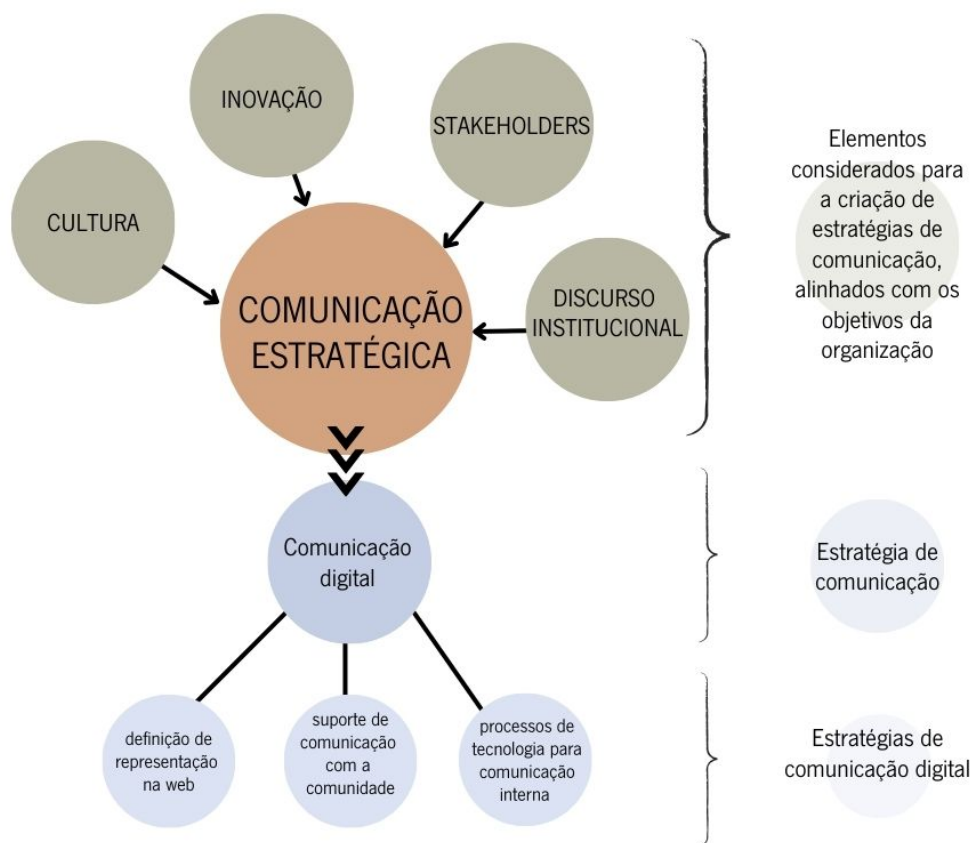 INOVAÇÃO
STAKEHOLDERS
CULTURA
COMUNICAÇÃO
ESTRATÉGICA
DISCURSO
INSTITUCIONAL
Elementos
considerados para
a criação de
estratégias de
comunicação,
alinhados com os
objetivos da
organização
Comunicação
digital
Estratégia de
comunicação
definição de
representação
na web
suporte de
comunicação
com a
comunidade
processos de
tecnologia para
comunicação
interna
Estratégias de
comunicação digital